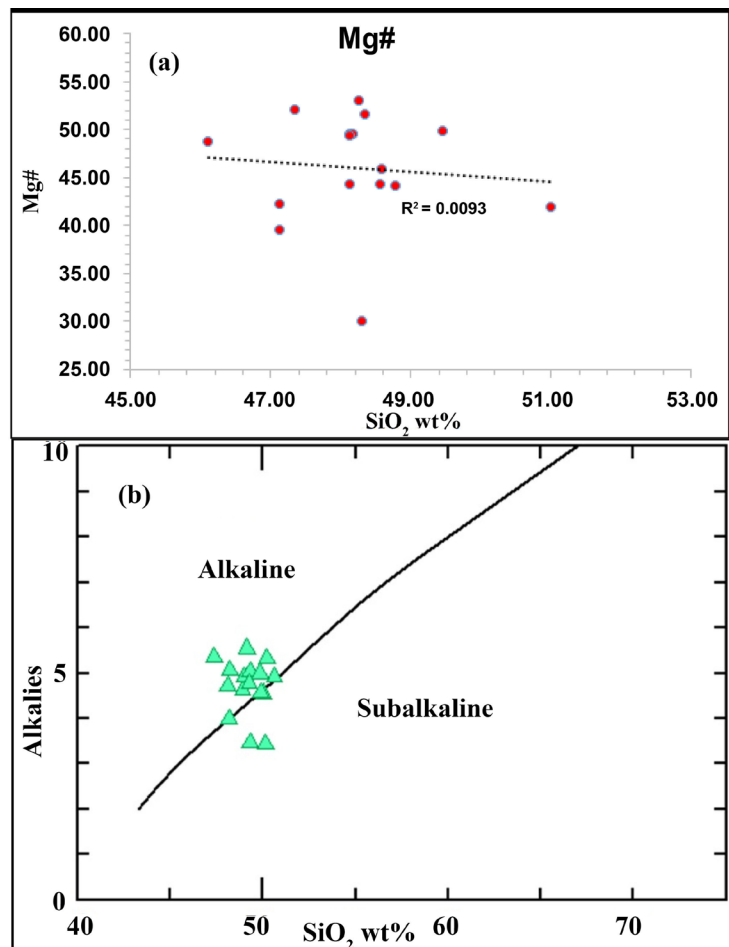 Mg#
(a)
60.00
55.00
50.00
45.00
40.00
35.00
30.00
25.00
Mg#
R² = 0.0093
45.00 47.00 49.00 51.00 53.00
SiO₂ wt%
10
(b)
Alkaline
5
Subalkaline
Alkalies
0
40 50 60 70
SiO₂ wt%